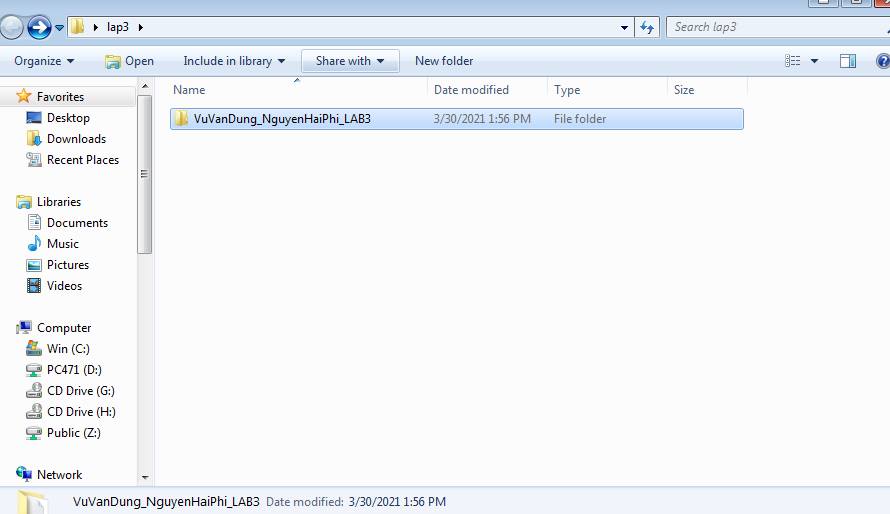 lap3
Search lap3
Organize Open Include in library Share with New folder
Name Date modified Type Size
VuVanDung_NguyenHaiPhi_LAB3 3/30/2021 1:56 PM File folder
Favorites
Desktop
Downloads
Recent Places
Libraries
Documents
Music
Pictures
Videos
Computer
Win (C:)
PC471 (D:)
CD Drive (G:)
CD Drive (H:)
Public (Z:)
Network
VuVanDung_NguyenHaiPhi_LAB3 Date modified: 3/30/2021 1:56 PM